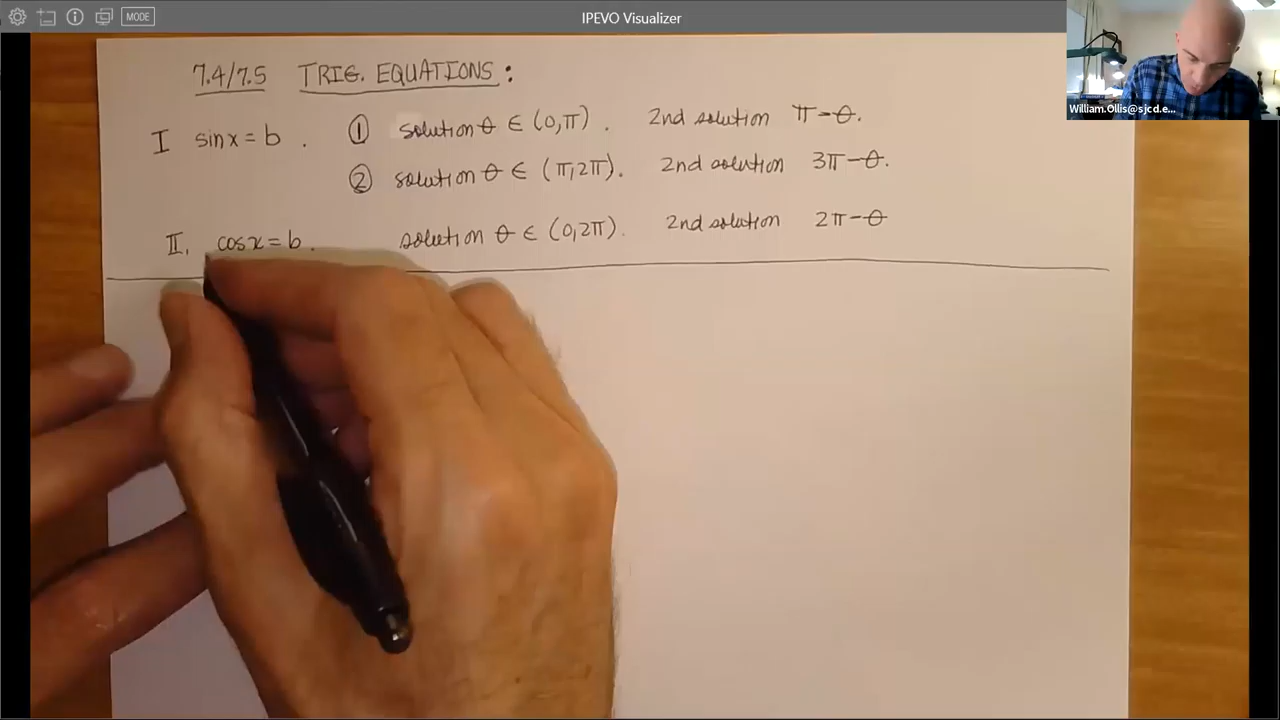 MODE
IPEVO Visualizer
William.Ollis@sjcd.e...
7.4/7.5 TRIG. EQUATIONS:
I sinx = b. ① solution θ ∈ (0,π). 2nd solution π-θ.
② solution θ ∈ (π,2π). 2nd solution 3π-θ.
II. cosx = b. solution θ ∈ (0,2π). 2nd solution 2π-θ